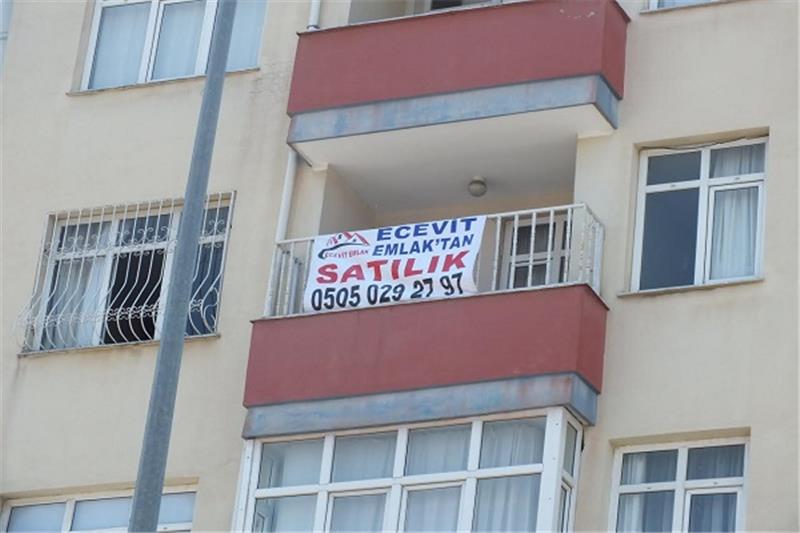 ECEVİT
EMLAK'TAN
ECEVİT EMLAK
SATILIK
0505 029 27 97